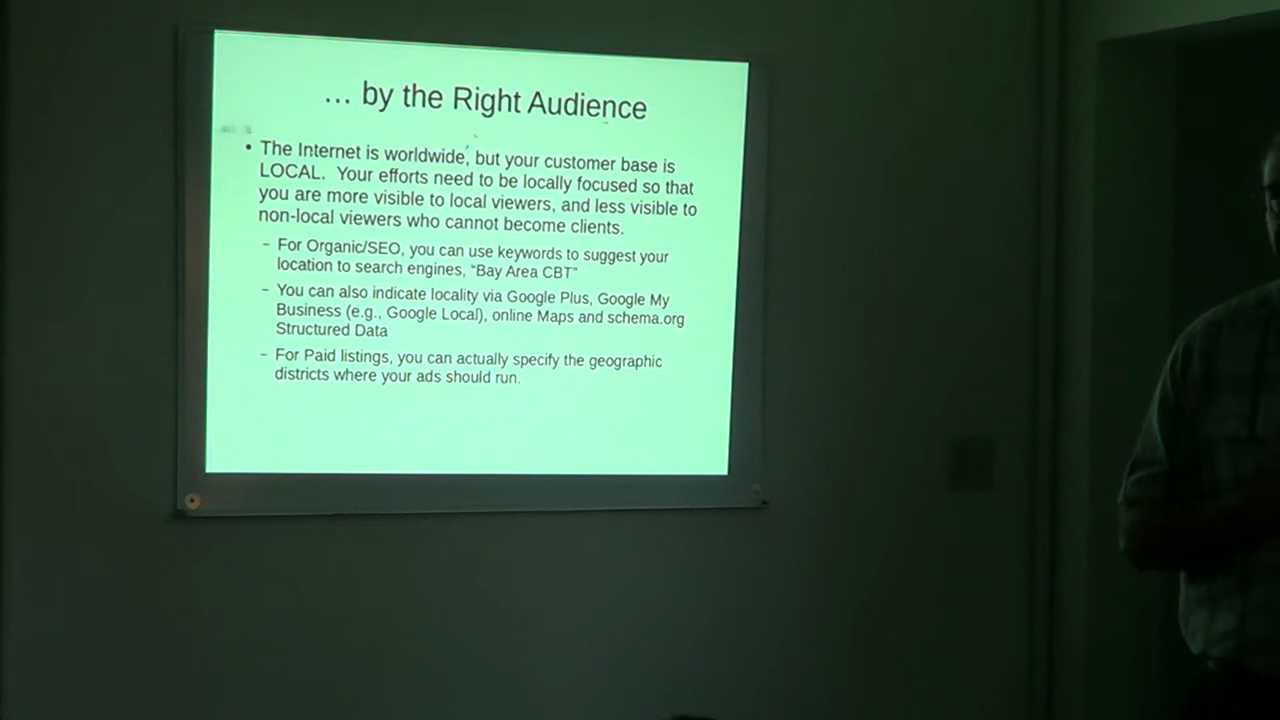 … by the Right Audience
• The Internet is worldwide, but your customer base is
LOCAL. Your efforts need to be locally focused so that
you are more visible to local viewers, and less visible to
non-local viewers who cannot become clients.
– For Organic/SEO, you can use keywords to suggest your
location to search engines, “Bay Area CBT”
– You can also indicate locality via Google Plus, Google My
Business (e.g., Google Local), online Maps and schema.org
Structured Data
– For Paid listings, you can actually specify the geographic
districts where your ads should run.